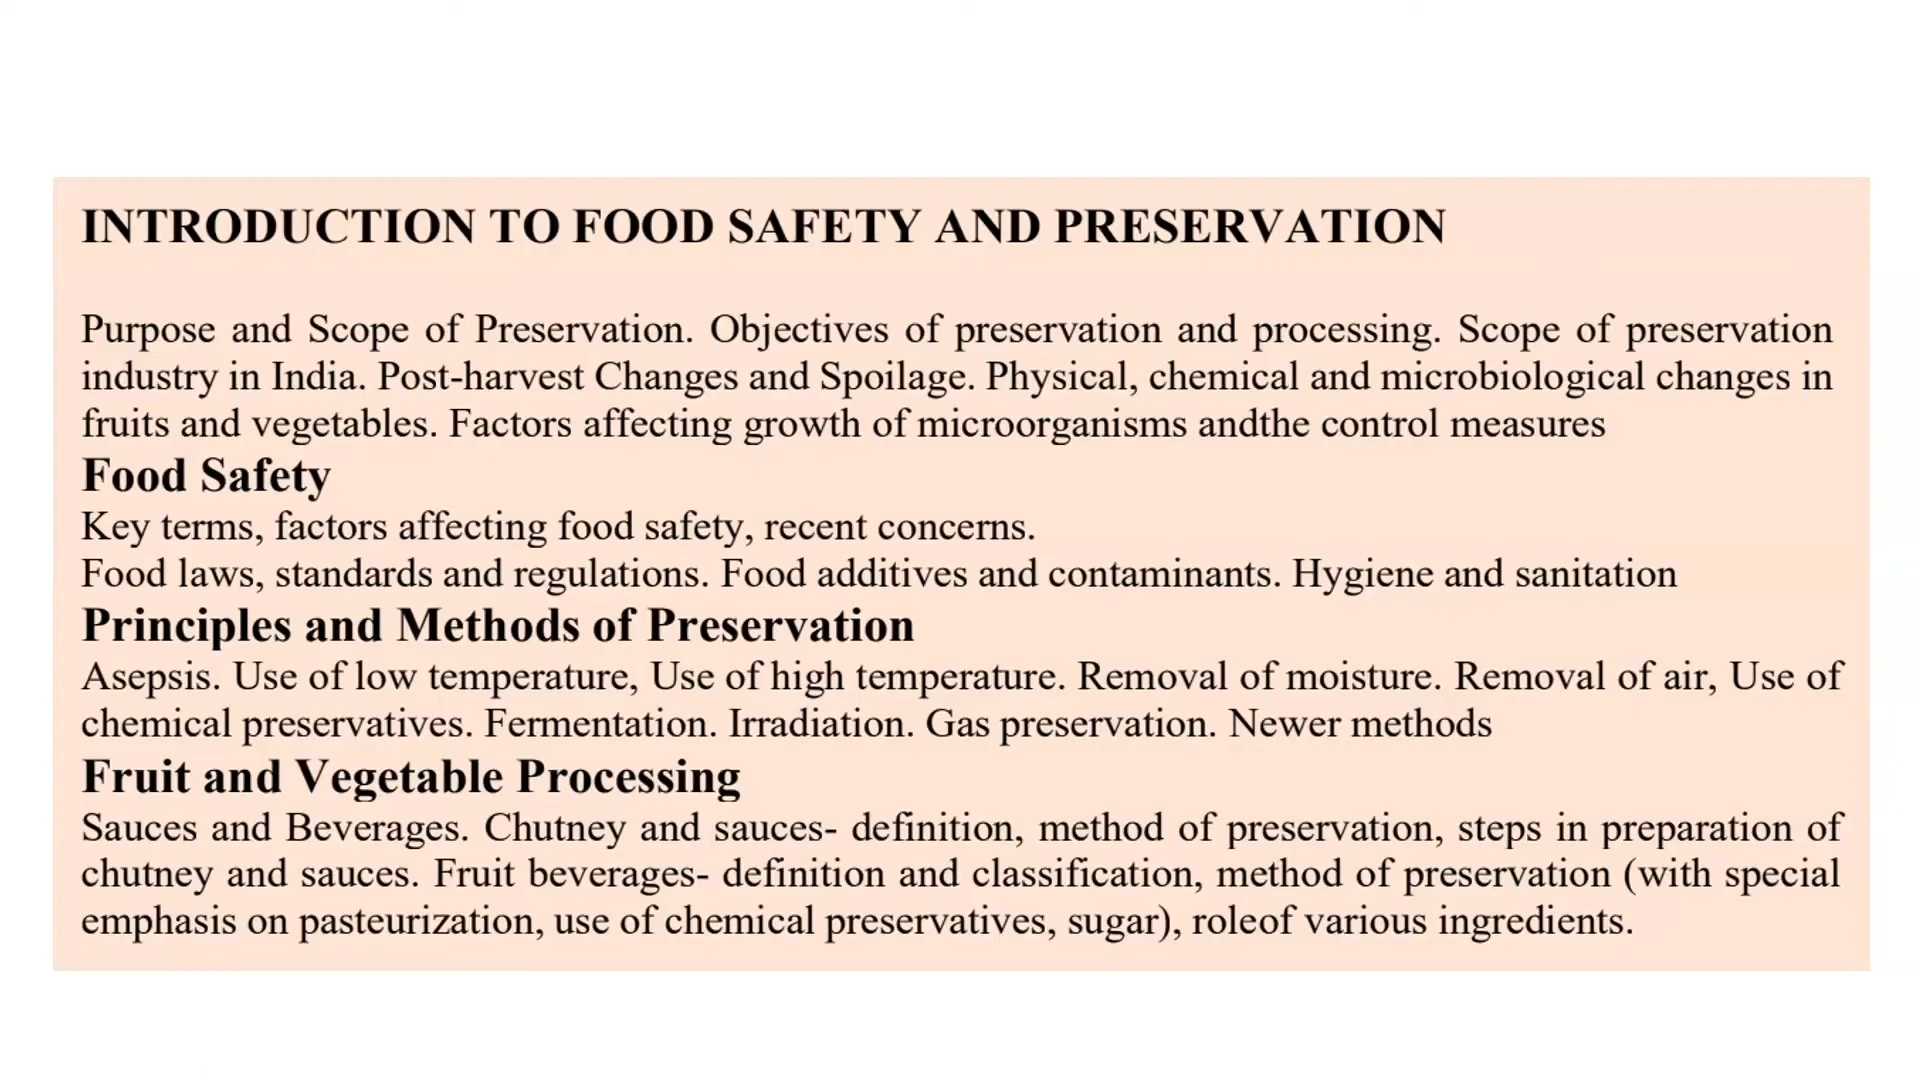 INTRODUCTION TO FOOD SAFETY AND PRESERVATION
Purpose and Scope of Preservation. Objectives of preservation and processing. Scope of preservation
industry in India. Post-harvest Changes and Spoilage. Physical, chemical and microbiological changes in
fruits and vegetables. Factors affecting growth of microorganisms andthe control measures
Food Safety
Key terms, factors affecting food safety, recent concerns.
Food laws, standards and regulations. Food additives and contaminants. Hygiene and sanitation
Principles and Methods of Preservation
Asepsis. Use of low temperature, Use of high temperature. Removal of moisture. Removal of air, Use of
chemical preservatives. Fermentation. Irradiation. Gas preservation. Newer methods
Fruit and Vegetable Processing
Sauces and Beverages. Chutney and sauces- definition, method of preservation, steps in preparation of
chutney and sauces. Fruit beverages- definition and classification, method of preservation (with special
emphasis on pasteurization, use of chemical preservatives, sugar), roleof various ingredients.